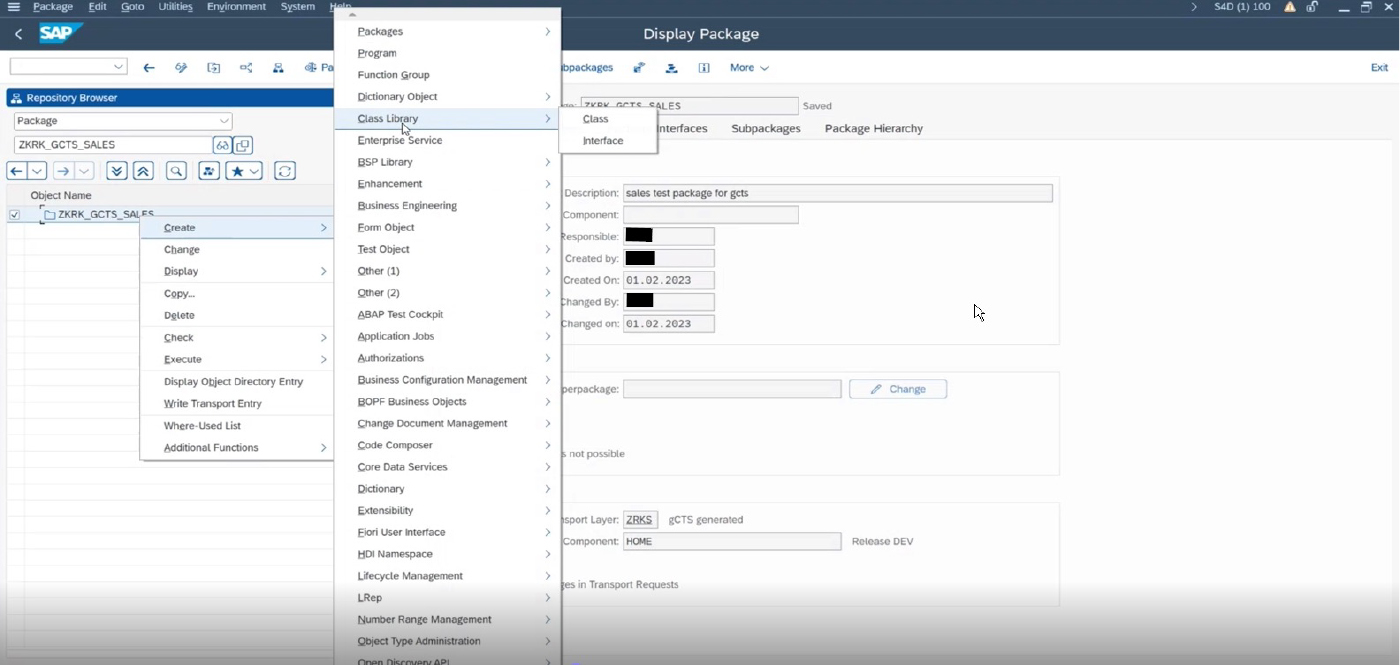 Package Edit Goto Utilities Environment System Help S4D (1) 100
SAP Display Package
More Exit
Repository Browser
Package
ZKRK_GCTS_SALES
Object Name
ZKRK_GCTS_SALES
Create
Change
Display
Copy...
Delete
Check
Execute
Display Object Directory Entry
Write Transport Entry
Where-Used List
Additional Functions
Packages
Program
Function Group
Dictionary Object
Class Library
Enterprise Service
BSP Library
Enhancement
Business Engineering
Form Object
Test Object
Other (1)
Other (2)
ABAP Test Cockpit
Application Jobs
Authorizations
Business Configuration Management
BOPF Business Objects
Change Document Management
Code Composer
Core Data Services
Dictionary
Extensibility
Fiori User Interface
HDI Namespace
Lifecycle Management
LRep
Number Range Management
Object Type Administration
Open Discovery API
Class
Interface
ZKRK_GCTS_SALES Saved
Subpackages Package Hierarchy
Description: sales test package for gcts
Component:
Responsible:
Created by:
Created On: 01.02.2023
Changed By:
Changed on: 01.02.2023
Change
not possible
Layer: ZRKS gCTS generated
Component: HOME Release DEV
in Transport Requests